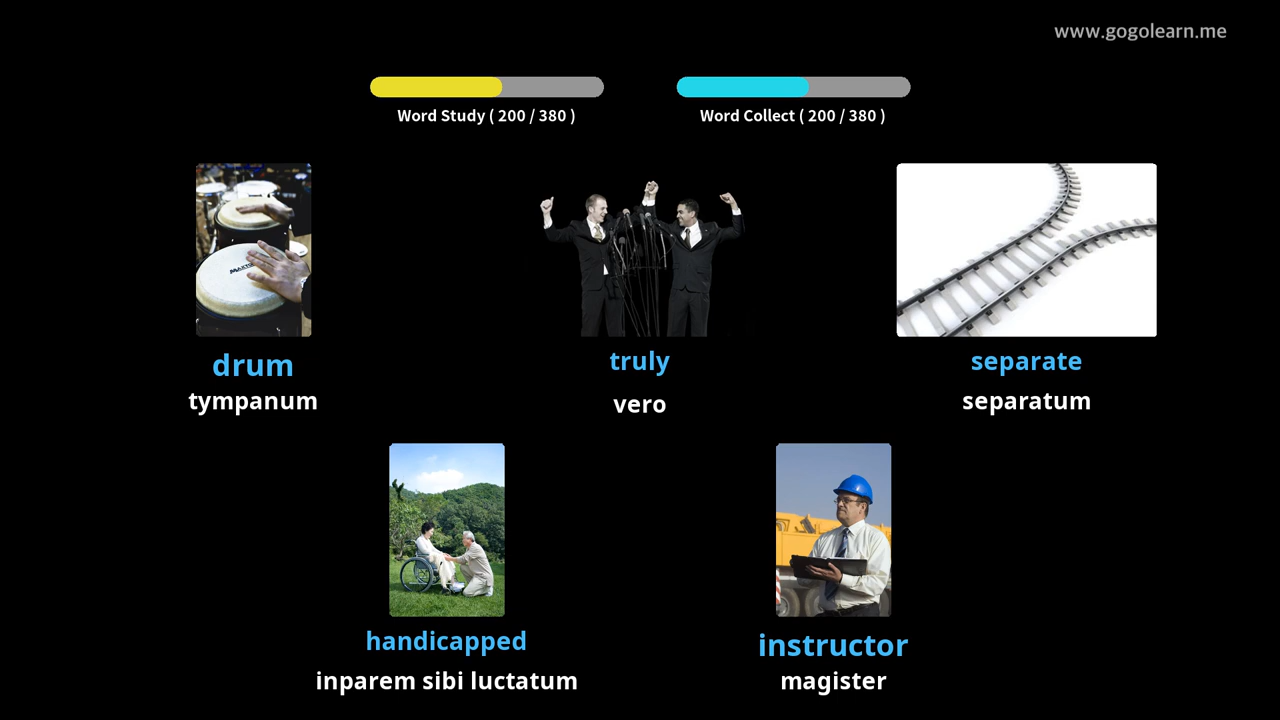 www.gogolearn.me
Word Study ( 200 / 380 )
Word Collect ( 200 / 380 )
drum
tympanum
truly
vero
separate
separatum
handicapped
inparem sibi luctatum
instructor
magister